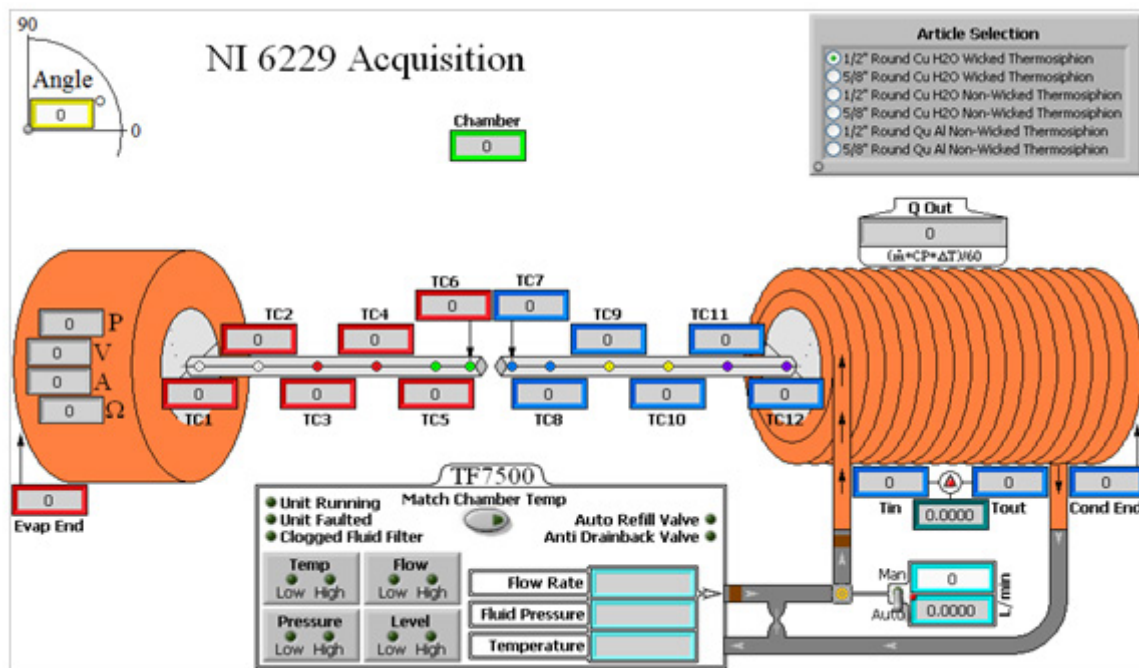 90
NI 6229 Acquisition
Angle
0
0
Chamber
0
Article Selection
1/2" Round Cu H2O Wicked Thermosiphion
5/8" Round Cu H2O Wicked Thermosiphion
1/2" Round Cu H2O Non-Wicked Thermosiphion
5/8" Round Cu H2O Non-Wicked Thermosiphion
1/2" Round Qu Al Non-Wicked Thermosiphion
5/8" Round Qu Al Non-Wicked Thermosiphion
Q Out
0
(ṁ*CP*ΔT)/60
TC6 TC7
0 0
TC2 TC4 TC9 TC11
0 0 0 0
0 P
0 V
0 A
0 Ω
0 0 0 0 0 0
TC1 TC3 TC5 TC8 TC10 TC12
0
Evap End
0 0 0
Tin Tout Cond End
0.0000
TF7500
Match Chamber Temp
Unit Running
Unit Faulted
Clogged Fluid Filter
Auto Refill Valve
Anti Drainback Valve
Temp
Low High
Flow
Low High
Pressure
Low High
Level
Low High
Flow Rate
Fluid Pressure
Temperature
Man
0
Auto
0.0000
L/min